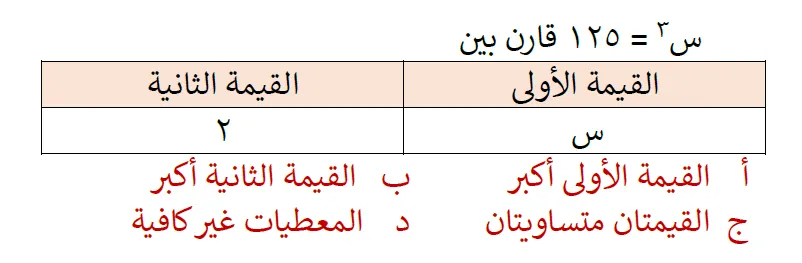 س٣ = ١٢٥ قارن بين
القيمة الأولى القيمة الثانية
س ٢
أ القيمة الأولى أكبر ب القيمة الثانية أكبر
ج القيمتان متساويتان د المعطيات غير كافية